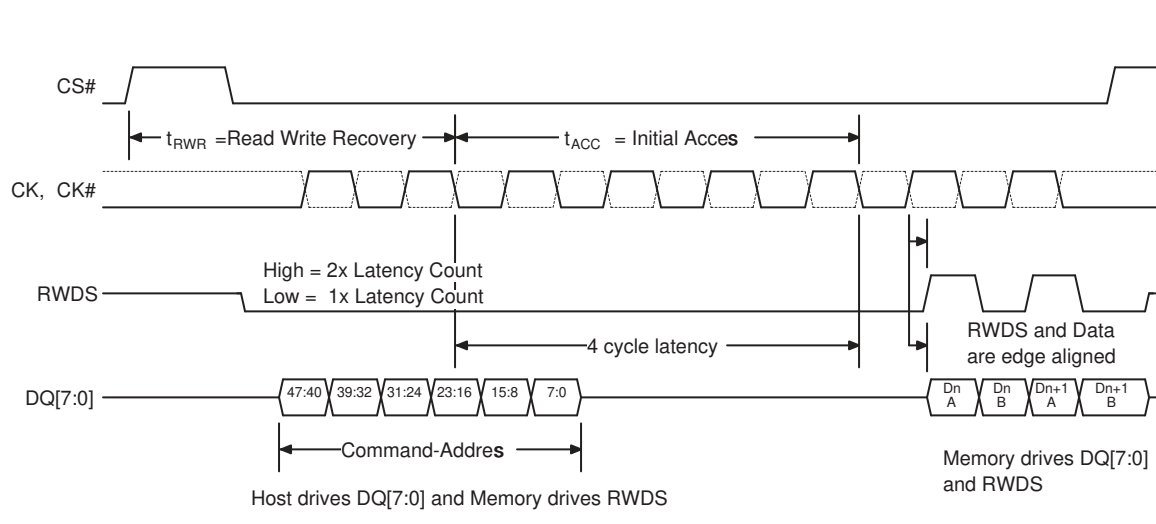 CS#
tRWR =Read Write Recovery
tACC = Initial Acces
CK, CK#
High = 2x Latency Count
Low = 1x Latency Count
RWDS
4 cycle latency
RWDS and Data
are edge aligned
DQ[7:0]
47:40 39:32 31:24 23:16 15:8 7:0
Dn A
Dn B
Dn+1 A
Dn+1 B
Command-Addres
Memory drives DQ[7:0]
and RWDS
Host drives DQ[7:0] and Memory drives RWDS